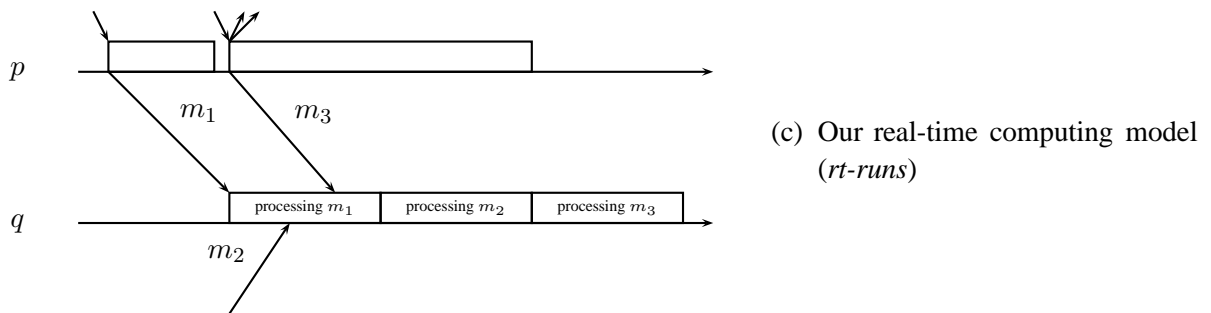 p
m1
m3
(c) Our real-time computing model
(rt-runs)
processing m1
processing m2
processing m3
q
m2